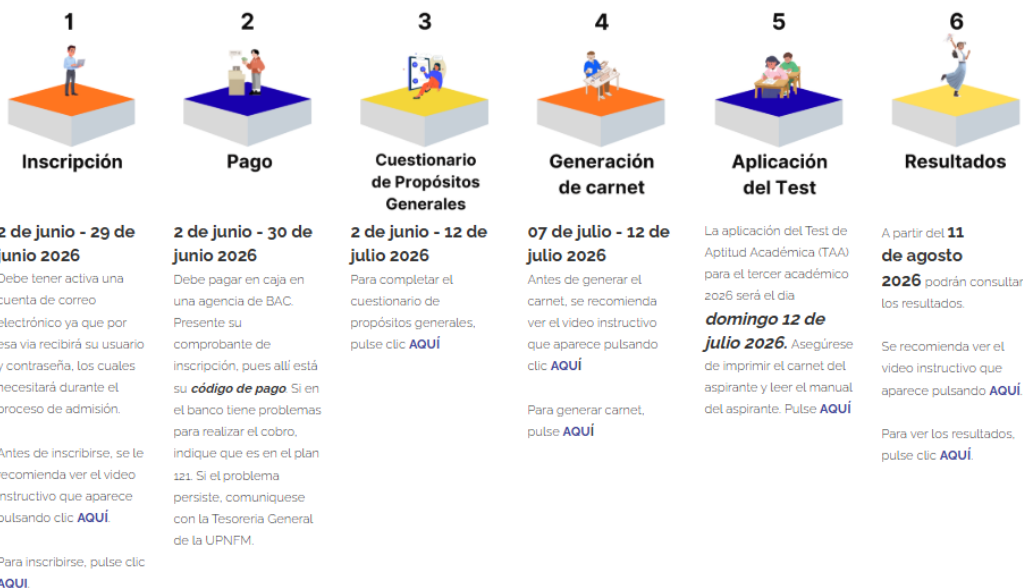 1
Inscripción
2 de junio - 29 de
junio 2026
Debe tener activa una
cuenta de correo
electrónico ya que por
esa via recibirá su usuario
y contraseña, los cuales
necesitará durante el
proceso de admisión.
Antes de inscribirse, se le
recomienda ver el video
instructivo que aparece
pulsando clic AQUÍ.
Para inscribirse, pulse clic
AQUI.
2
Pago
2 de junio - 30 de
junio 2026
Debe pagar en caja en
una agencia de BAC.
Presente su
comprobante de
inscripción, pues allí está
su código de pago. Si en
el banco tiene problemas
para realizar el cobro,
indique que es en el plan
121. Si el problema
persiste, comuniquese
con la Tesoreria General
de la UPNFM.
3
Cuestionario
de Propósitos
Generales
2 de junio - 12 de
julio 2026
Para completar el
cuestionario de
propósitos generales,
pulse clic AQUÍ
4
Generación
de carnet
07 de julio - 12 de
julio 2026
Antes de generar el
carnet, se recomienda
ver el video instructivo
que aparece pulsando
clic AQUÍ
Para generar carnet,
pulse AQUÍ
5
Aplicación
del Test
La aplicación del Test de
Aptitud Académica (TAA)
para el tercer académico
2026 será el dia
domingo 12 de
julio 2026. Asegúrese
de imprimir el carnet del
aspirante y leer el manual
del aspirante. Pulse AQUÍ
6
Resultados
A partir del 11
de agosto
2026 podrán consultar
los resultados.
Se recomienda ver el
video instructivo que
aparece pulsando AQUÍ.
Para ver los resultados,
pulse clic AQUÍ.